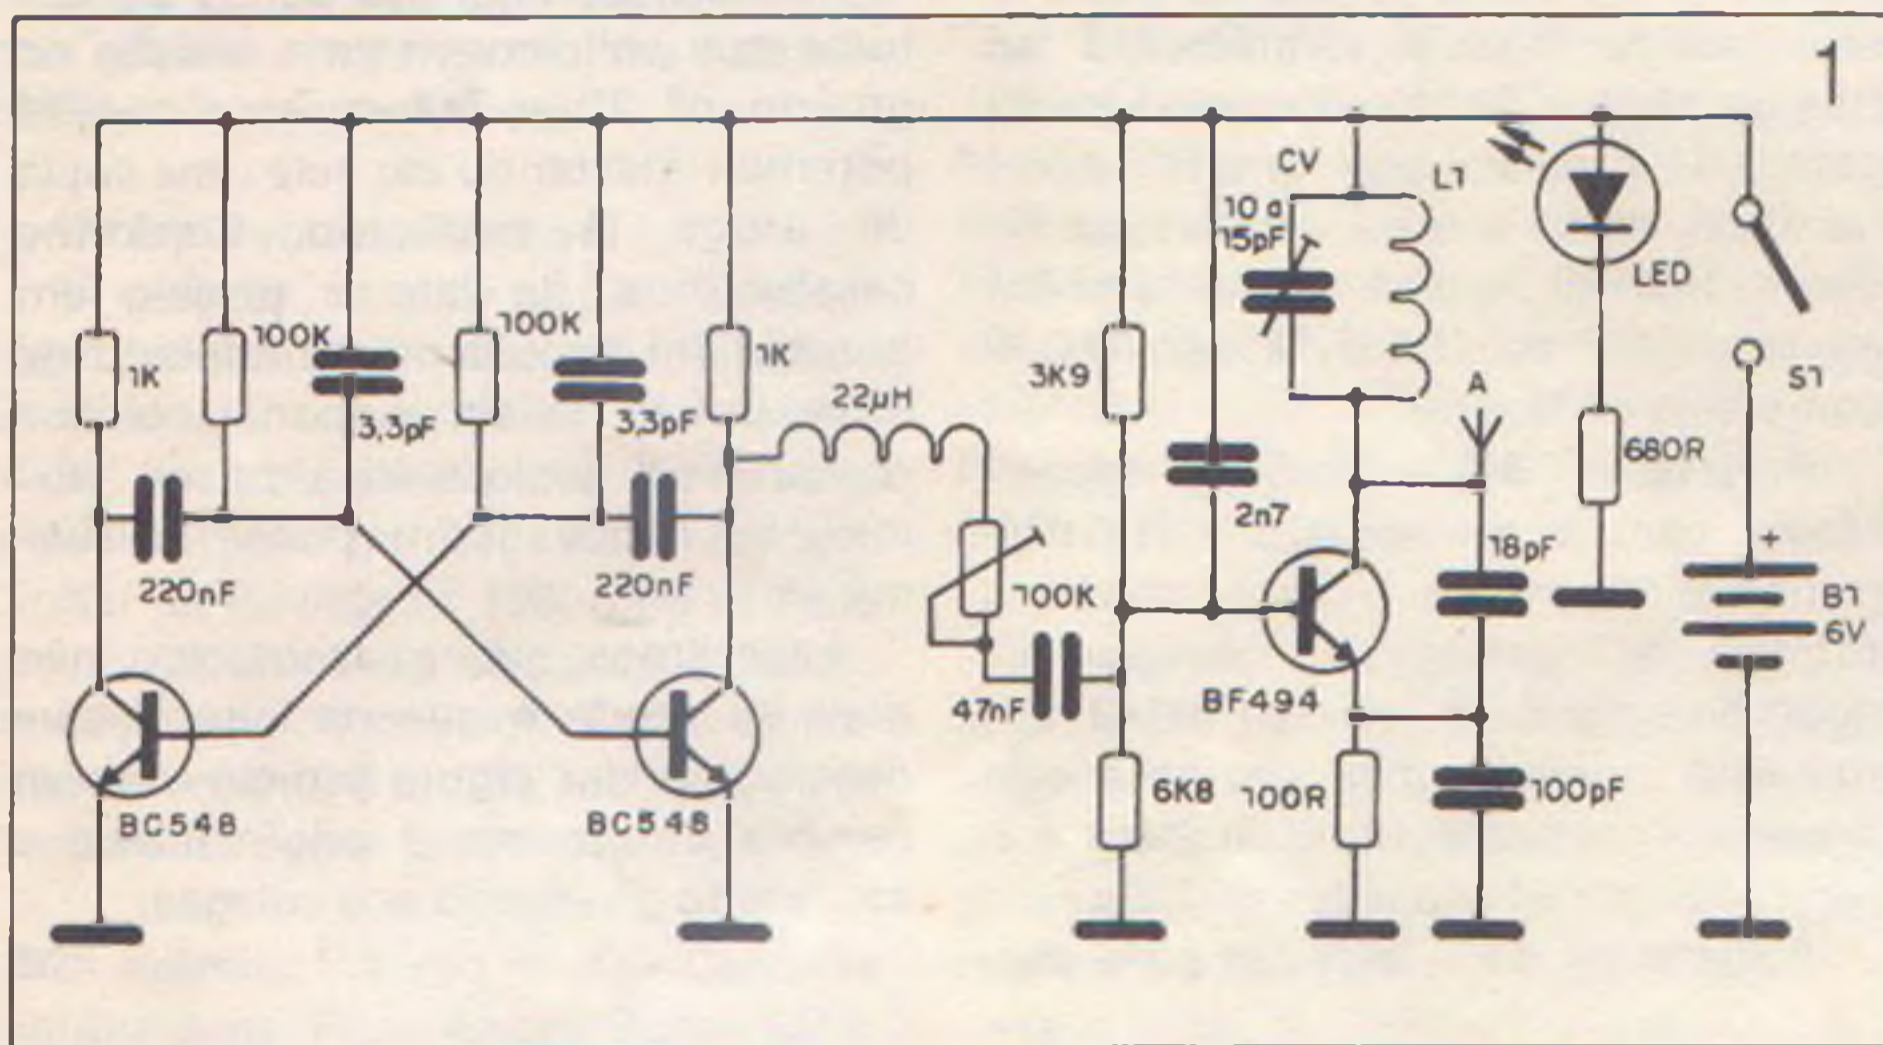 1
CV
10 a
15pF
L1
LED
100K
100K
1K
1K
3,3pF
3,3pF
22µH
3K9
A
S1
680R
2n7
18pF
220nF
220nF
100K
+
B1
6V
47nF
BF494
6K8
100R
100pF
BC548
BC548